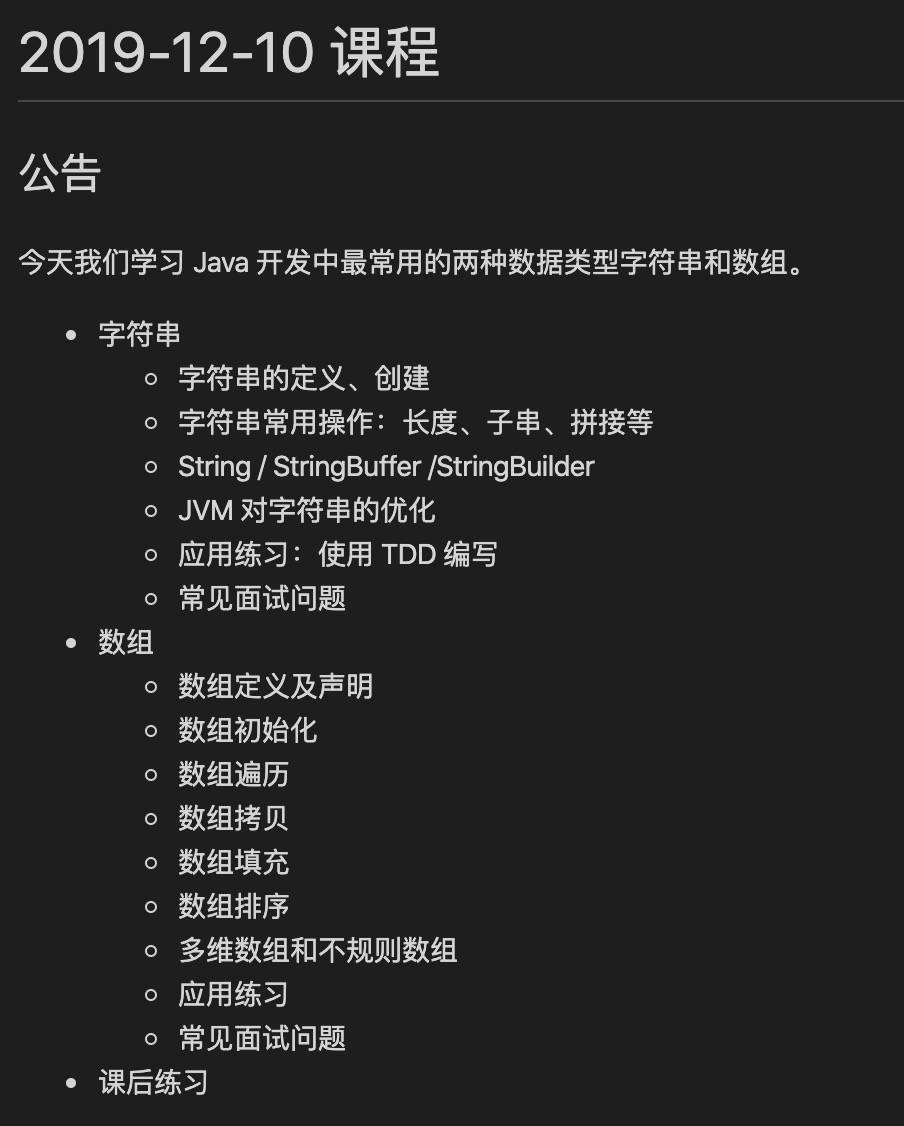 2019-12-10 课程
公告
今天我们学习 Java 开发中最常用的两种数据类型字符串和数组。
字符串
字符串的定义、创建
字符串常用操作：长度、子串、拼接等
String / StringBuffer /StringBuilder
JVM 对字符串的优化
应用练习：使用 TDD 编写
常见面试问题
数组
数组定义及声明
数组初始化
数组遍历
数组拷贝
数组填充
数组排序
多维数组和不规则数组
应用练习
常见面试问题
课后练习